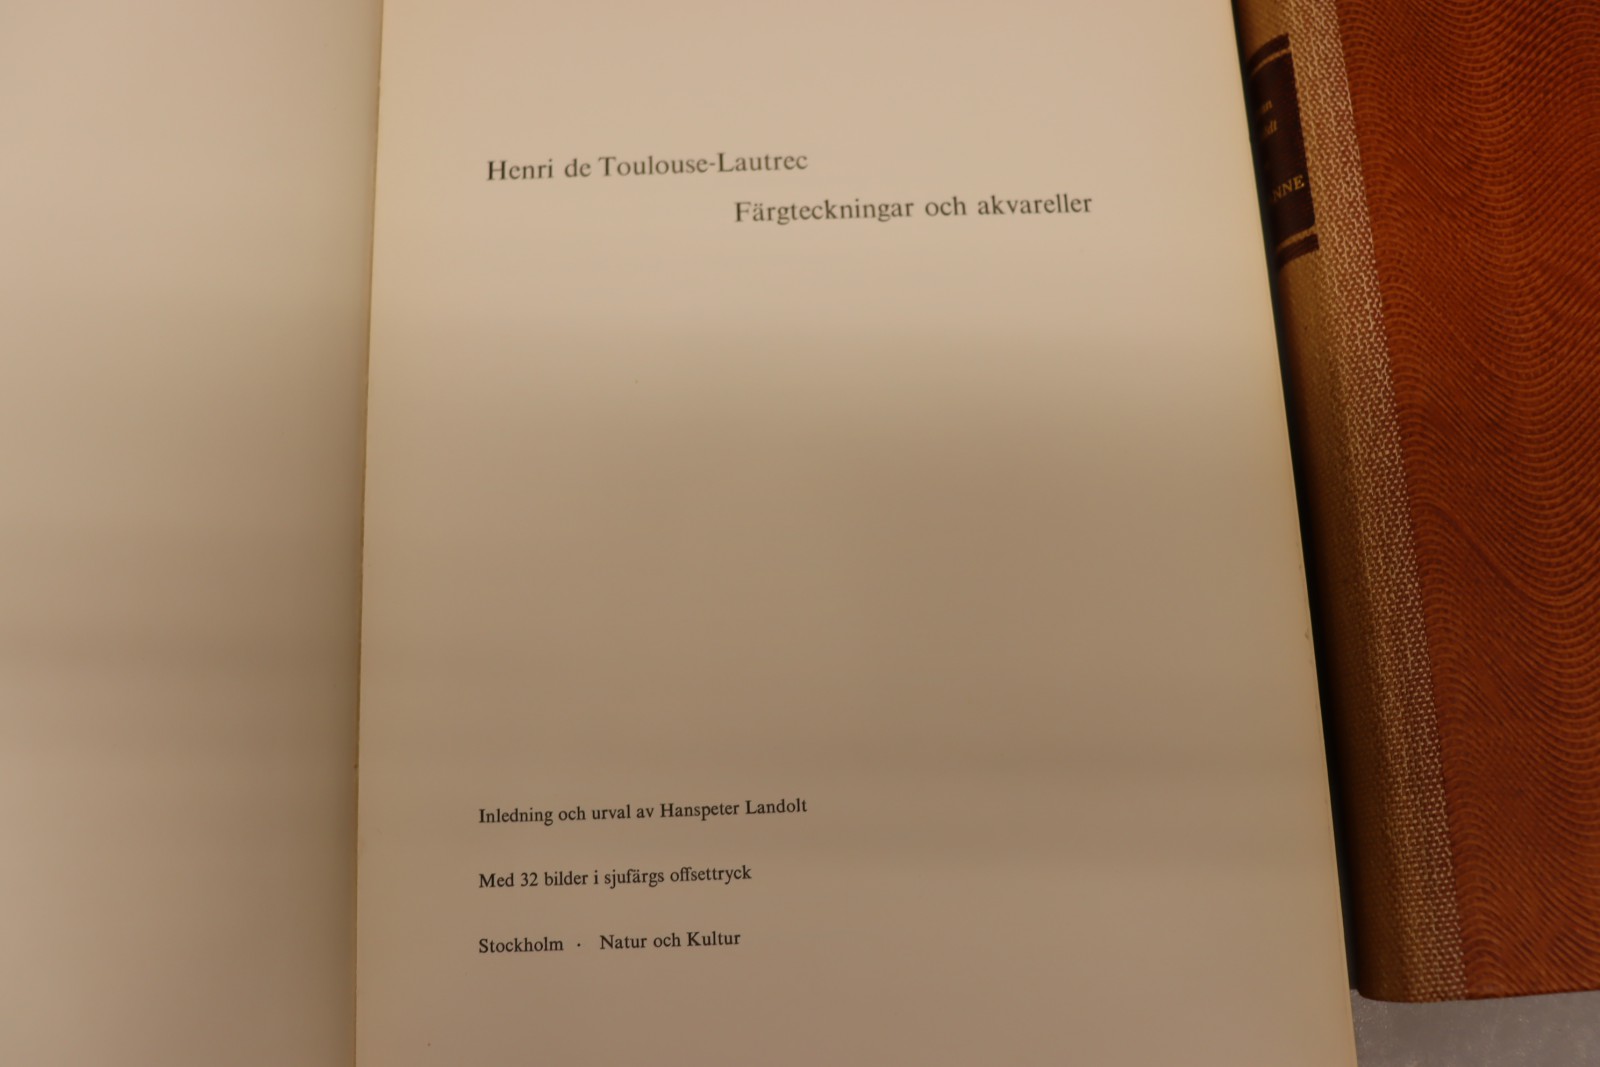 Henri de Toulouse-Lautrec
Färgteckningar och akvareller
Inledning och urval av Hanspeter Landolt
Med 32 bilder i sjufärgs offsettryck
Stockholm · Natur och Kultur